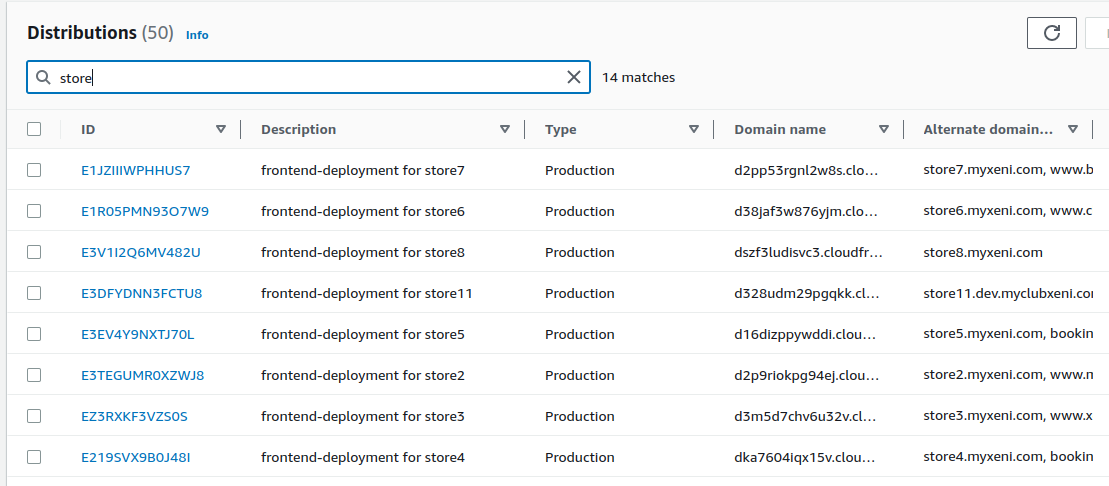 Distributions (50) Info
store
14 matches
ID Description Type Domain name Alternate domain...
E1JZIIIWPHHUS7 frontend-deployment for store7 Production d2pp53rgnl2w8s.clo... store7.myxeni.com, www.b
E1R05PMN93O7W9 frontend-deployment for store6 Production d38jaf3w876yjm.clo... store6.myxeni.com, www.c
E3V1I2Q6MV482U frontend-deployment for store8 Production dszf3ludisvc3.cloudfr... store8.myxeni.com
E3DFYDNN3FCTU8 frontend-deployment for store11 Production d328udm29pgqkk.cl... store11.dev.myclubxeni.co
E3EV4Y9NXTJ70L frontend-deployment for store5 Production d16dizppywddi.clou... store5.myxeni.com, bookin
E3TEGUMR0XZWJ8 frontend-deployment for store2 Production d2p9riokpg94ej.clou... store2.myxeni.com, www.
EZ3RXKF3VZS0S frontend-deployment for store3 Production d3m5d7chv6u32v.cl... store3.myxeni.com, www.x
E219SVX9B0J48I frontend-deployment for store4 Production dka7604iqx15v.clou... store4.myxeni.com, bookin